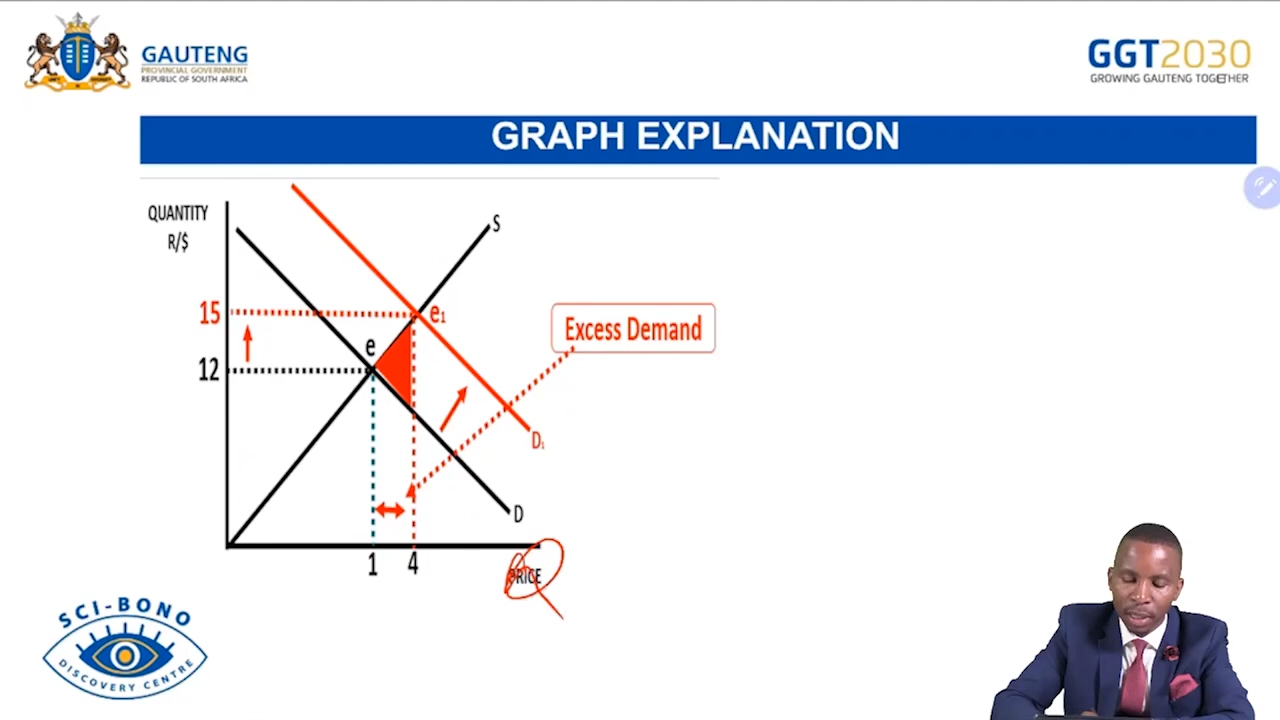 GAUTENG
PROVINCIAL GOVERNMENT
REPUBLIC OF SOUTH AFRICA
GGT2030
GROWING GAUTENG TOGETHER
GRAPH EXPLANATION
QUANTITY
R/$
S
15
e1
Excess Demand
e
12
D1
D
1
4
PRICE
SCI-BONO
DISCOVERY CENTRE